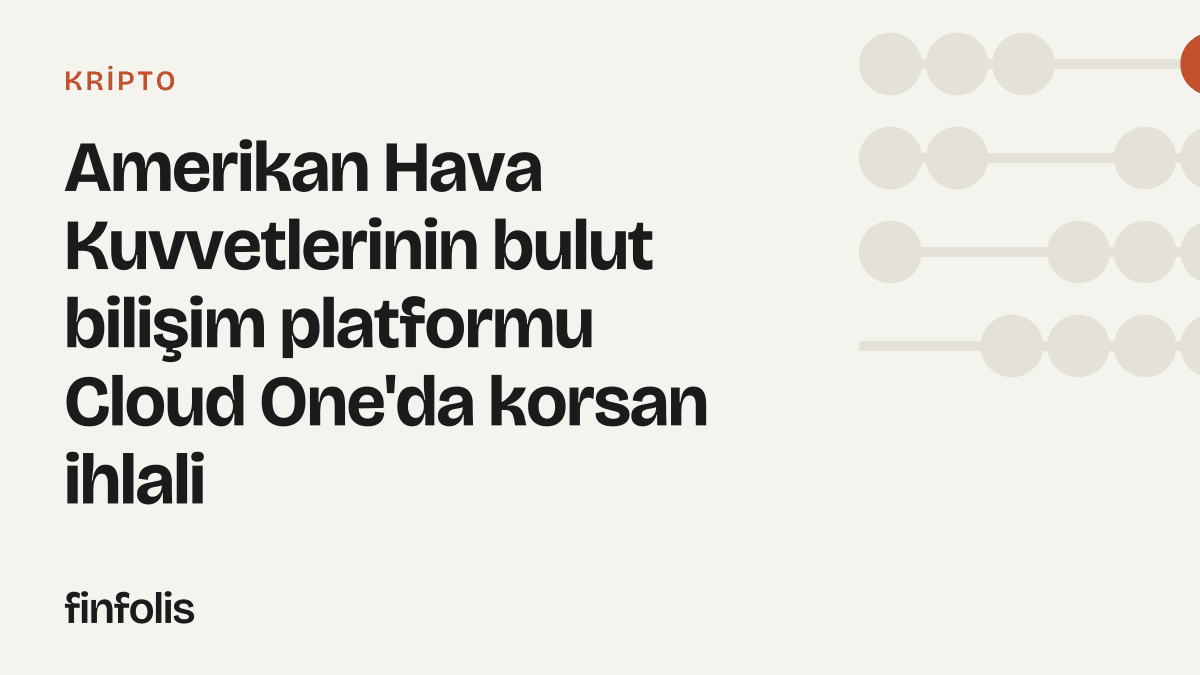 KRİPTO
Amerikan Hava
Kuvvetlerinin bulut
bilişim platformu
Cloud One'da korsan
ihlali
finfolis